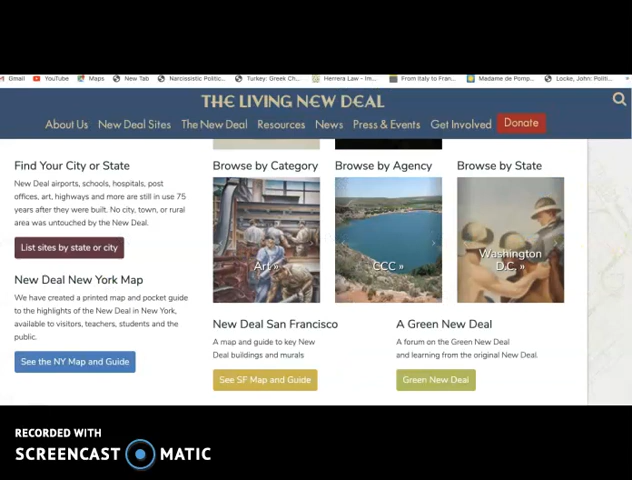 Gmail YouTube Maps New Tab Narcissistic Politic... Turkey: Greek Ch... Herrera Law – Im... From Italy to Fran... Madame de Pomp... Locke, John: Politi...
THE LIVING NEW DEAL
About Us New Deal Sites The New Deal Resources News Press & Events Get Involved Donate
Find Your City or State
New Deal airports, schools, hospitals, post
offices, art, highways and more are still in use 75
years after they were built. No city, town, or rural
area was untouched by the New Deal.
List sites by state or city
New Deal New York Map
We have created a printed map and pocket guide
to the highlights of the New Deal in New York,
available to visitors, teachers, students and the
public.
See the NY Map and Guide
Browse by Category
Art »
Browse by Agency
CCC »
Browse by State
Washington
D.C. »
New Deal San Francisco
A map and guide to key New
Deal buildings and murals
See SF Map and Guide
A Green New Deal
A forum on the Green New Deal
and learning from the original New Deal
Green New Deal
RECORDED WITH
SCREENCAST MATIC